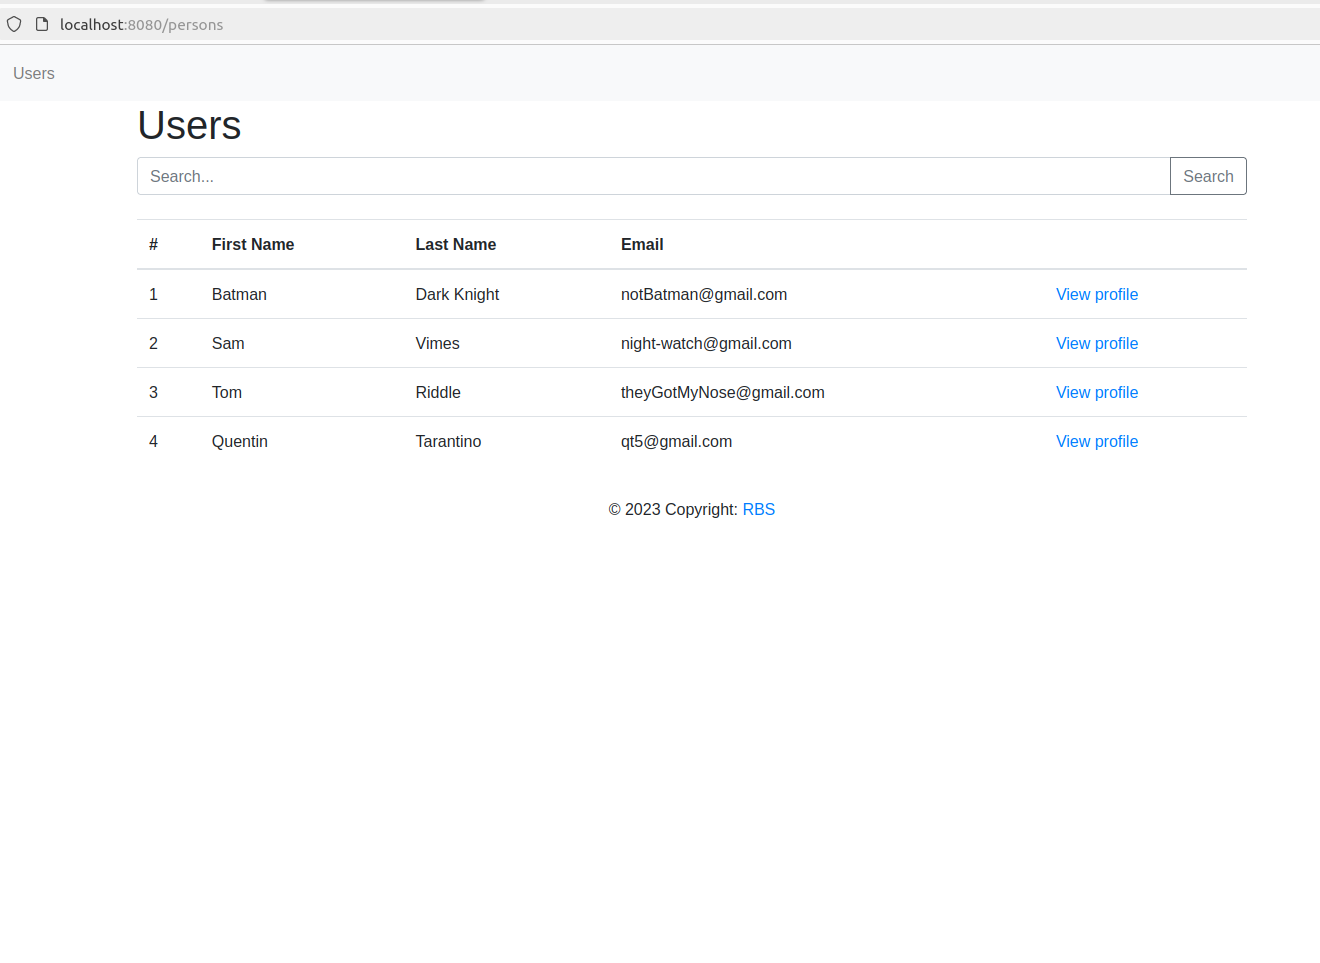 localhost:8080/persons
Users
Users
Search... Search
# First Name Last Name Email
1 Batman Dark Knight notBatman@gmail.com View profile
2 Sam Vimes night-watch@gmail.com View profile
3 Tom Riddle theyGotMyNose@gmail.com View profile
4 Quentin Tarantino qt5@gmail.com View profile
© 2023 Copyright: RBS